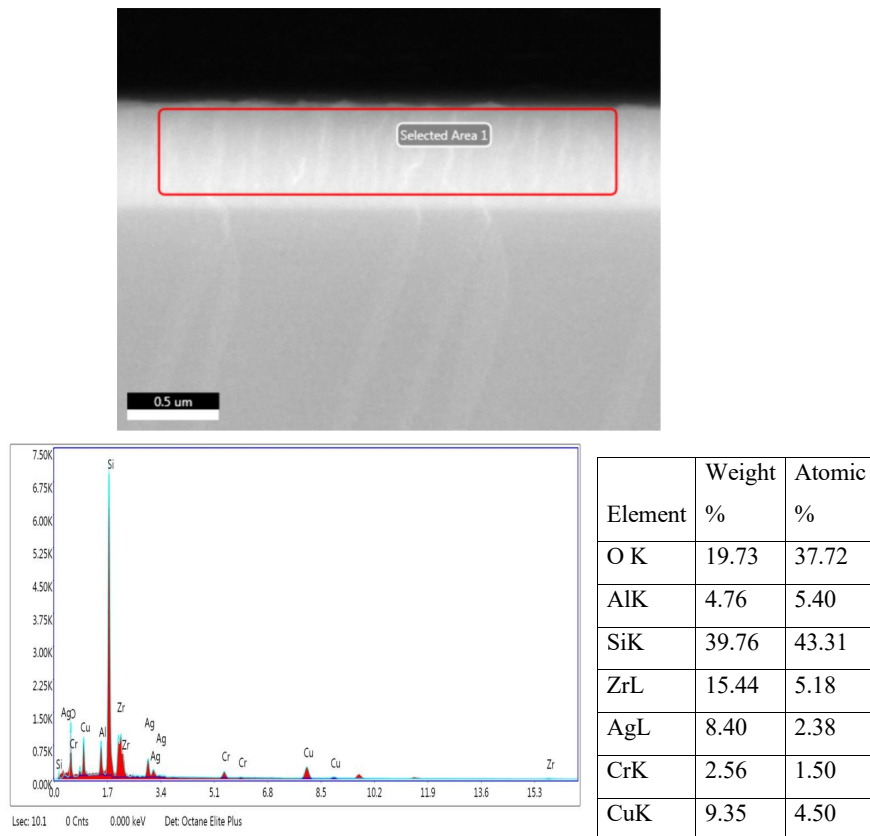 Selected Area 1
0.5 um
7.50K
6.75K
6.00K
5.25K
4.50K
3.75K
3.00K
2.25K
1.50K
0.75K
0.00K
Si
Ag O
Cr
Si
Cu
Al
Zr
Zr
Ag
Ag
Ag
Cr
Cr
Cu
Cu
Zr
0.0 1.7 3.4 5.1 6.8 8.5 10.2 11.9 13.6 15.3
Lsec: 10.1 0 Cnts 0.000 keV Det: Octane Elite Plus
Element Weight % Atomic %
O K 19.73 37.72
AlK 4.76 5.40
SiK 39.76 43.31
ZrL 15.44 5.18
AgL 8.40 2.38
CrK 2.56 1.50
CuK 9.35 4.50